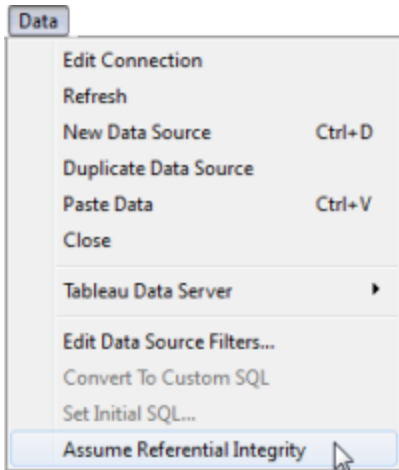 Data
Edit Connection
Refresh
New Data Source Ctrl+D
Duplicate Data Source
Paste Data Ctrl+V
Close
Tableau Data Server
Edit Data Source Filters...
Convert To Custom SQL
Set Initial SQL...
Assume Referential Integrity